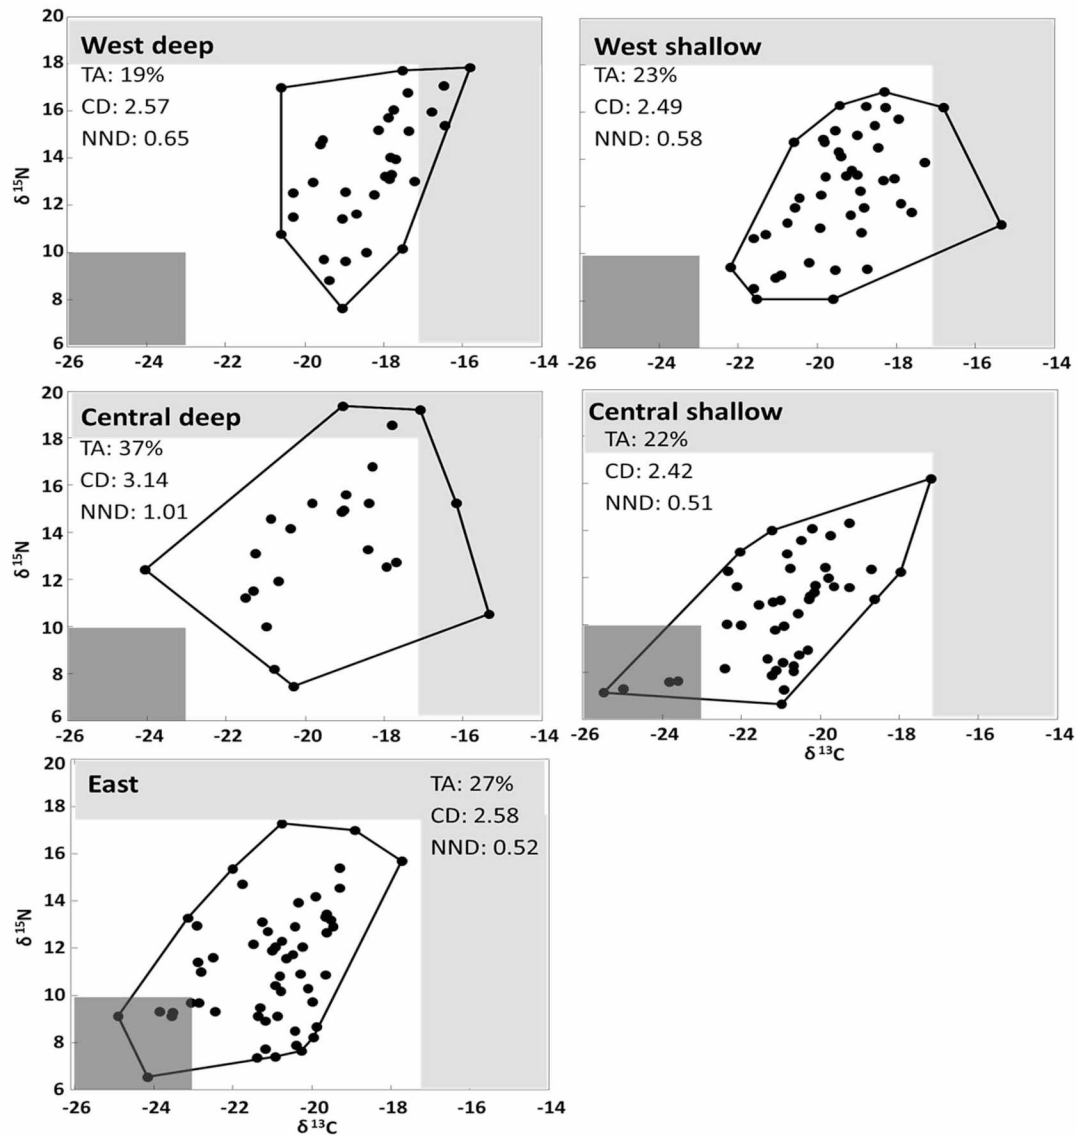 20
18
16
14
12
10
8
6
δ¹⁵N
West deep
TA: 19%
CD: 2.57
NND: 0.65
-26
-24
-22
-20
-18
-16
-14
West shallow
TA: 23%
CD: 2.49
NND: 0.58
-26
-24
-22
-20
-18
-16
-14
20
18
16
14
12
10
8
6
δ¹⁵N
Central deep
TA: 37%
CD: 3.14
NND: 1.01
-26
-24
-22
-20
-18
-16
-14
Central shallow
TA: 22%
CD: 2.42
NND: 0.51
-26
-24
-22
-20
-18
-16
-14
δ¹³C
20
18
16
14
12
10
8
6
δ¹⁵N
East
TA: 27%
CD: 2.58
NND: 0.52
-26
-24
-22
-20
-18
-16
-14
δ¹³C